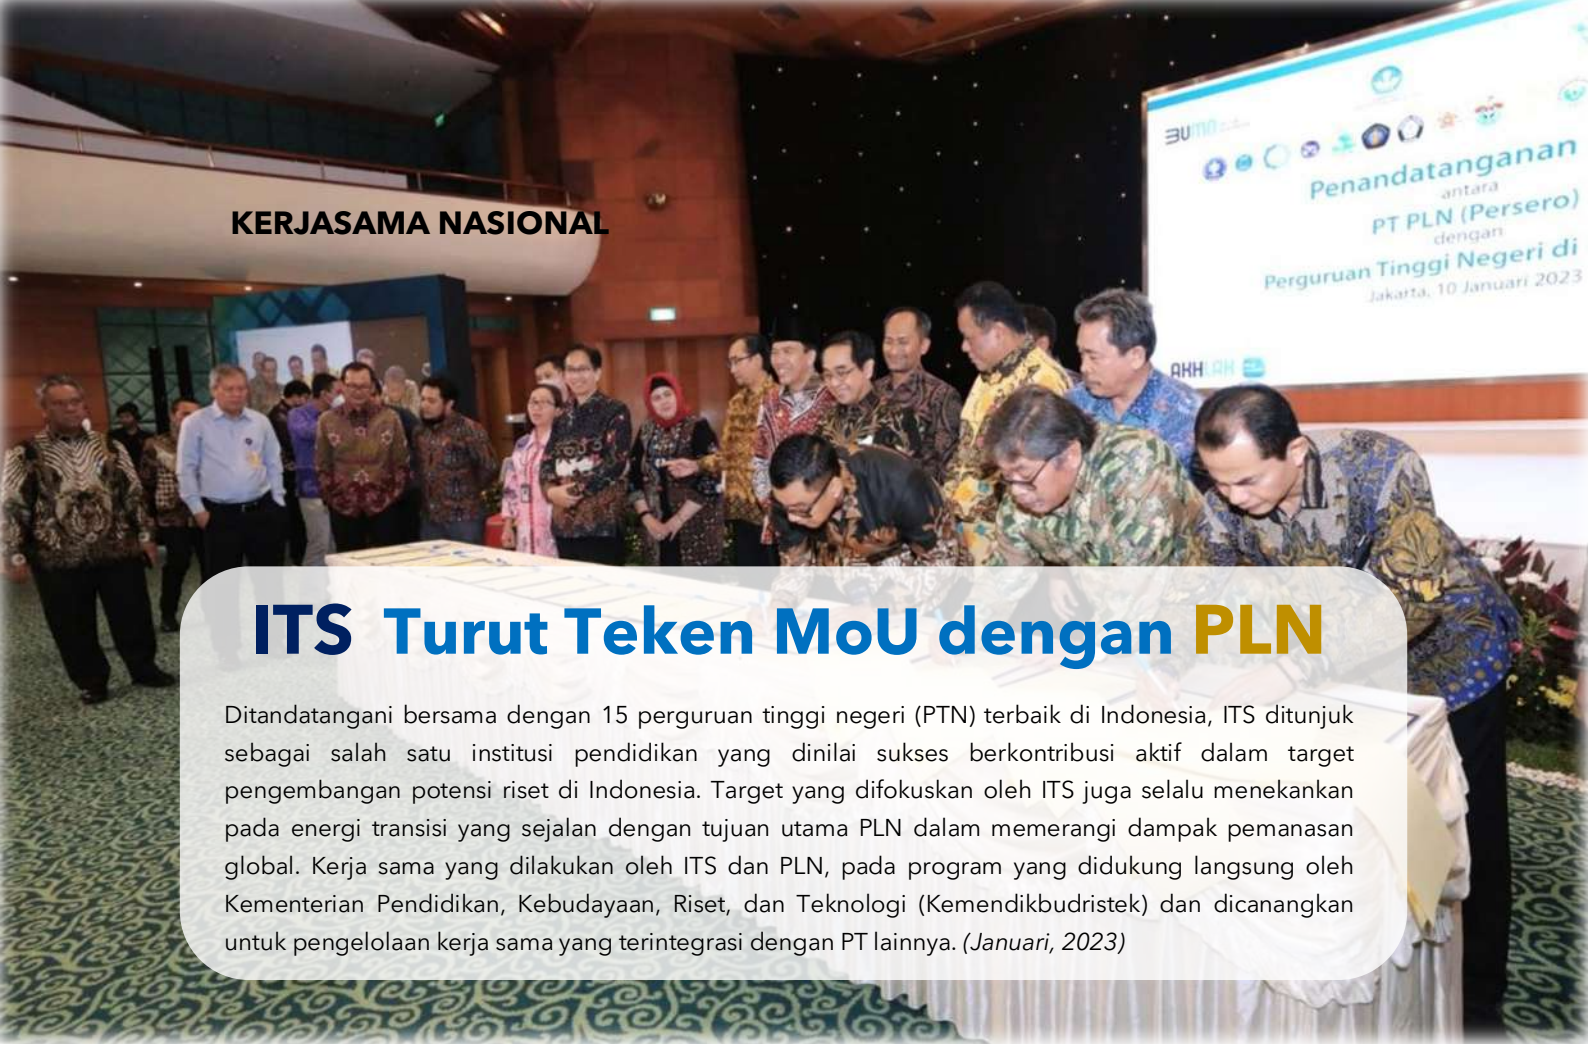 BUMN
Penandatanganan
antara
PT PLN (Persero)
dengan
Perguruan Tinggi Negeri di
Jakarta, 10 Januari 2023
AKHLAK
KERJASAMA NASIONAL
ITS Turut Teken MoU dengan PLN
Ditandatangani bersama dengan 15 perguruan tinggi negeri (PTN) terbaik di Indonesia, ITS ditunjuk
sebagai salah satu institusi pendidikan yang dinilai sukses berkontribusi aktif dalam target
pengembangan potensi riset di Indonesia. Target yang difokuskan oleh ITS juga selalu menekankan
pada energi transisi yang sejalan dengan tujuan utama PLN dalam memerangi dampak pemanasan
global. Kerja sama yang dilakukan oleh ITS dan PLN, pada program yang didukung langsung oleh
Kementerian Pendidikan, Kebudayaan, Riset, dan Teknologi (Kemendikbudristek) dan dicanangkan
untuk pengelolaan kerja sama yang terintegrasi dengan PT lainnya. (Januari, 2023)